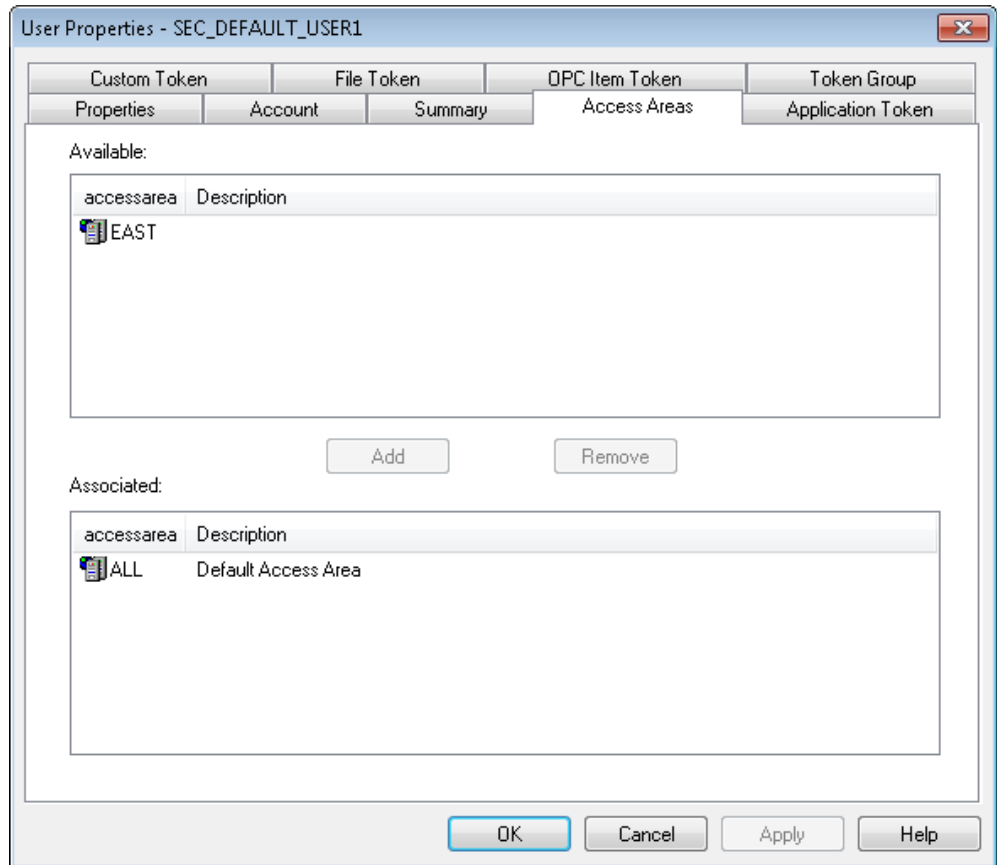 User Properties - SEC_DEFAULT_USER1
Custom Token File Token OPC Item Token Token Group
Properties Account Summary Access Areas Application Token
Available:
accessarea Description
EAST
Add Remove
Associated:
accessarea Description
ALL Default Access Area
OK Cancel Apply Help